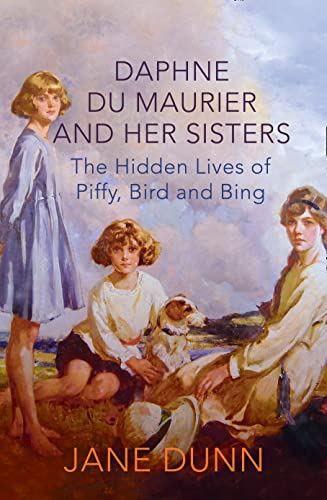 DAPHNE
DU MAURIER
AND HER SISTERS
The Hidden Lives of
Piffy, Bird and Bing
JANE DUNN